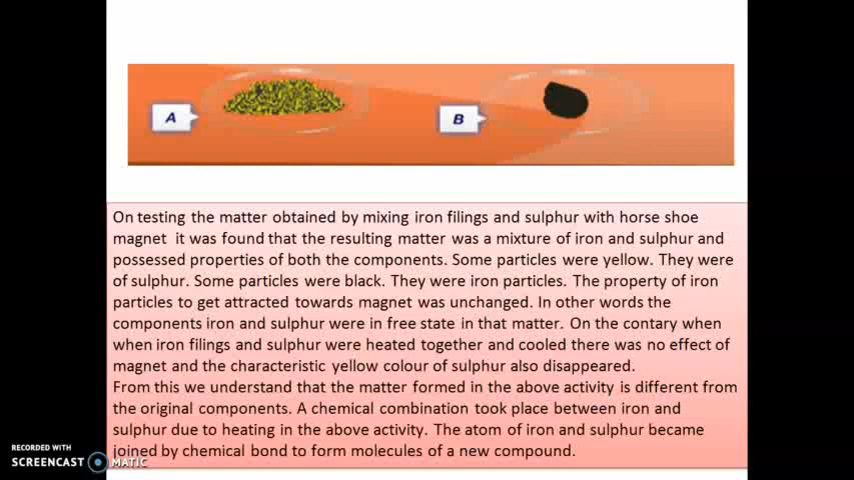 A
B
On testing the matter obtained by mixing iron filings and sulphur with horse shoe
magnet it was found that the resulting matter was a mixture of iron and sulphur and
possessed properties of both the components. Some particles were yellow. They were
of sulphur. Some particles were black. They were iron particles. The property of iron
particles to get attracted towards magnet was unchanged. In other words the
components iron and sulphur were in free state in that matter. On the contary when
when iron filings and sulphur were heated together and cooled there was no effect of
magnet and the characteristic yellow colour of sulphur also disappeared.
From this we understand that the matter formed in the above activity is different from
the original components. A chemical combination took place between iron and
sulphur due to heating in the above activity. The atom of iron and sulphur became
joined by chemical bond to form molecules of a new compound.
RECORDED WITH
SCREENCAST MATIC